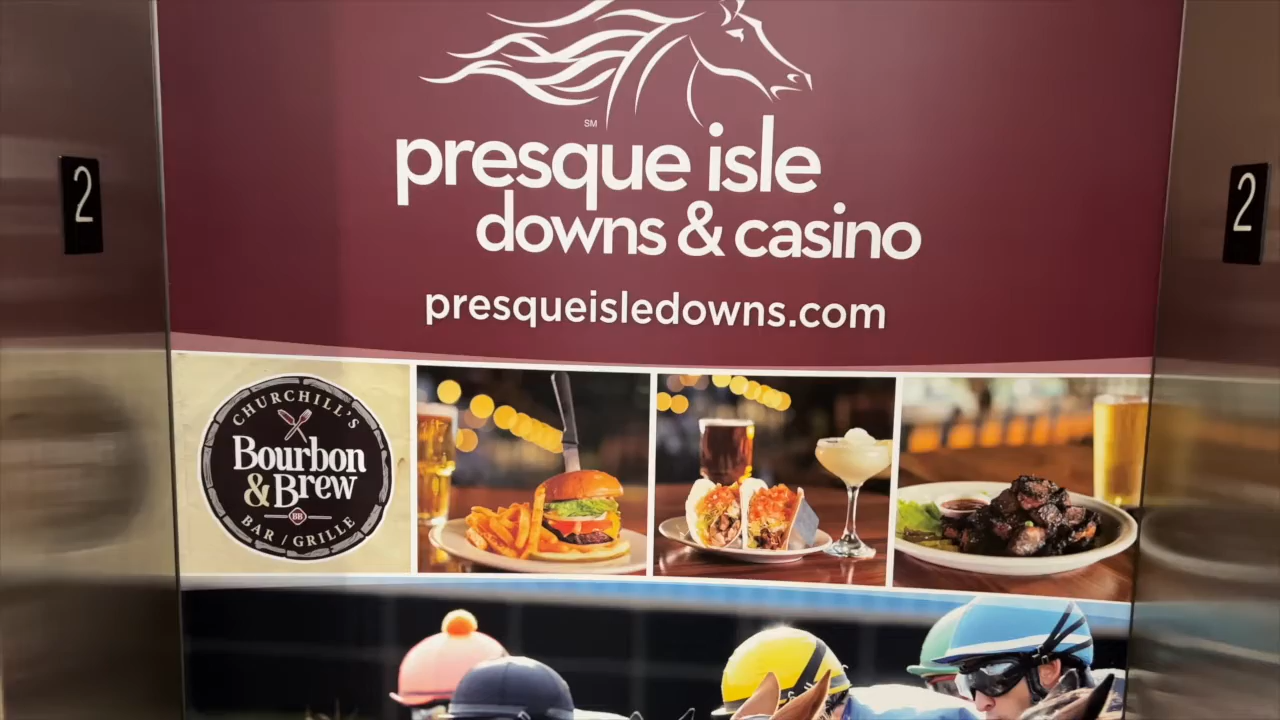 SM
presque isle
downs & casino
presqueisledowns.com
2
2
CHURCHILL'S
Bourbon
& Brew
BB
BAR / GRILLE